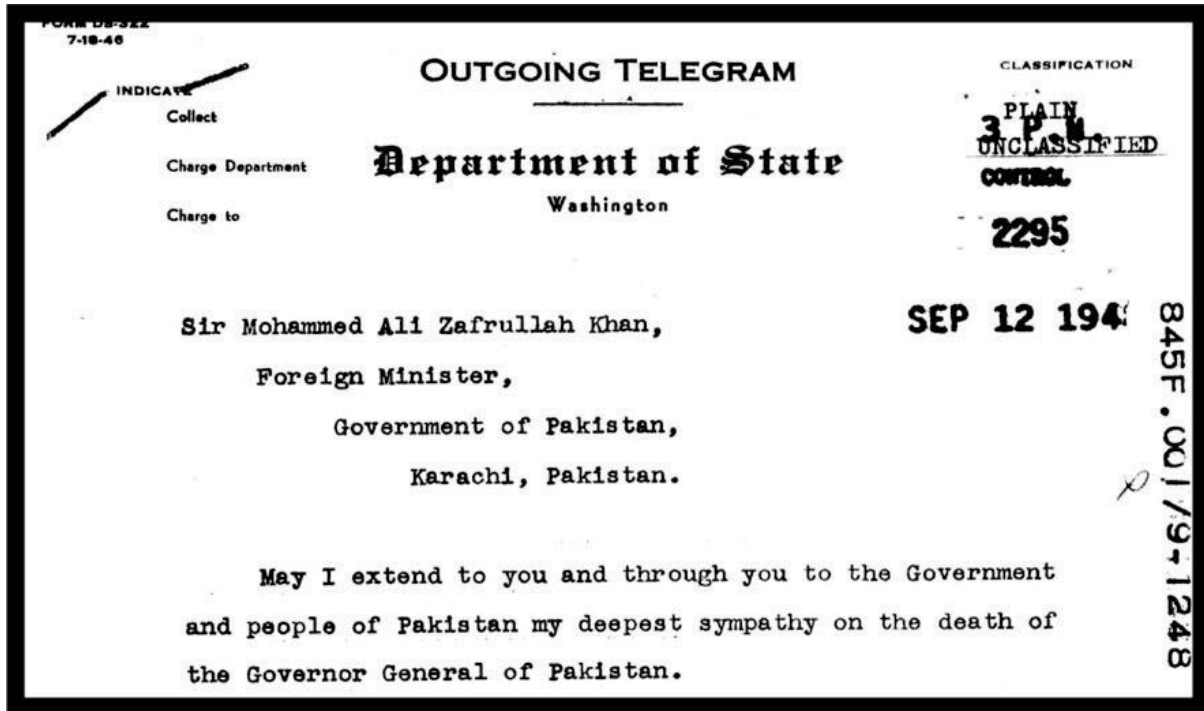 FORM DS-322
7-18-46
INDICATE
Collect
Charge Department
Charge to
OUTGOING TELEGRAM
Department of State
Washington
CLASSIFICATION
PLAIN
3 P.M.
UNCLASSIFIED
CONTROL
2295
SEP 12 194
Sir Mohammed Ali Zafrullah Khan,
Foreign Minister,
Government of Pakistan,
Karachi, Pakistan.
May I extend to you and through you to the Government
and people of Pakistan my deepest sympathy on the death of
the Governor General of Pakistan.
845F.001/9-1248